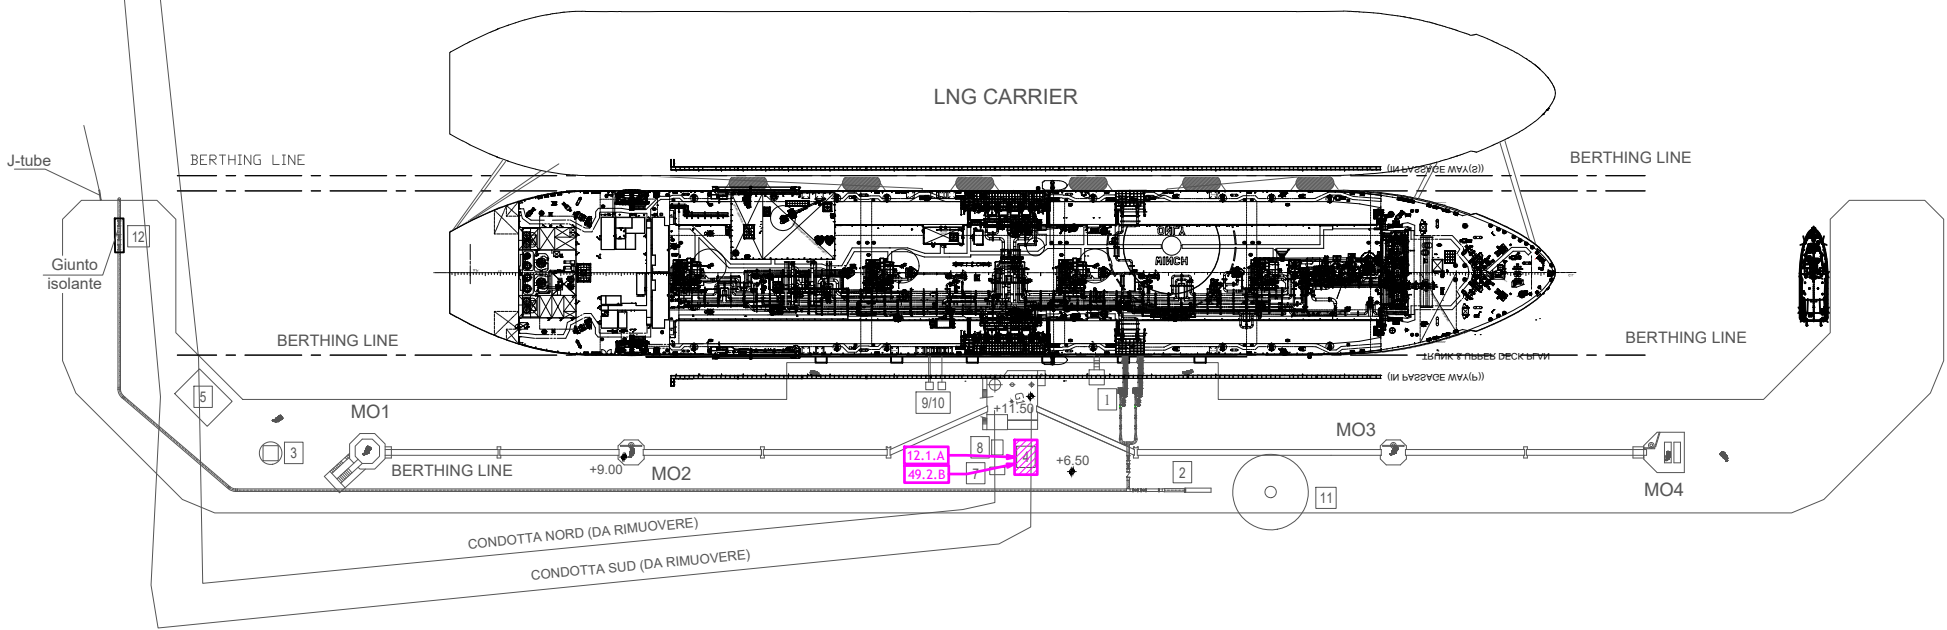 LNG CARRIER
J-tube
BERTHING LINE
BERTHING LINE
(IN PASSAGE WAY(S))
12
Giunto
isolante
ONLY
WINCH
BERTHING LINE
BERTHING LINE
TRUNK & UPPER DECK PLAN
(IN PASSAGE WAY(P))
5
9/10
1
+11.50
MO1
MO3
3
8
12.1.A
4
+6.50
BERTHING LINE
+9.00
MO2
49.2.B
7
2
11
MO4
CONDOTTA NORD (DA RIMUOVERE)
CONDOTTA SUD (DA RIMUOVERE)